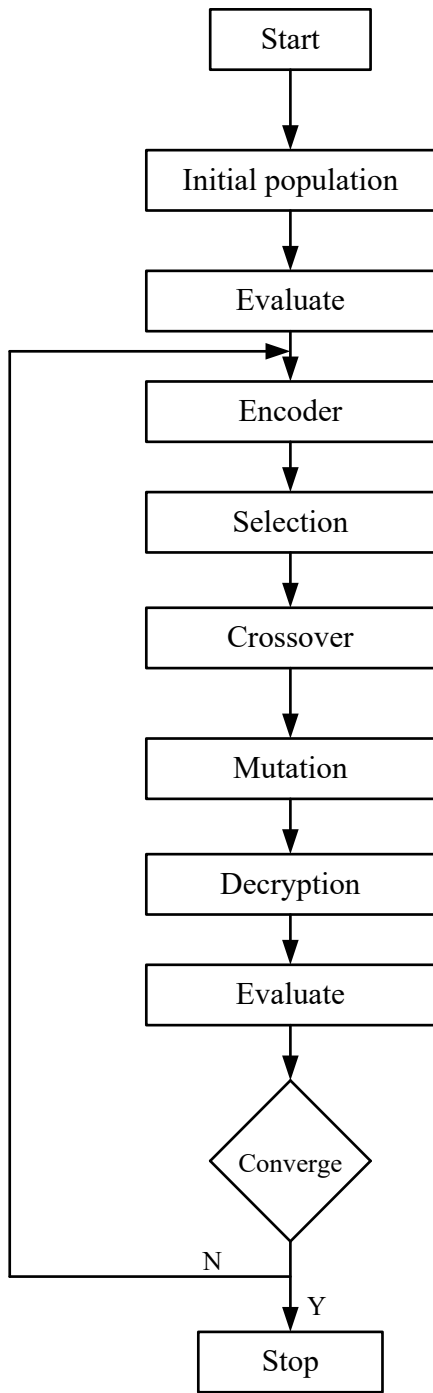 Start
Initial population
Evaluate
Encoder
Selection
Crossover
Mutation
Decryption
Evaluate
Converge
N
Y
Stop